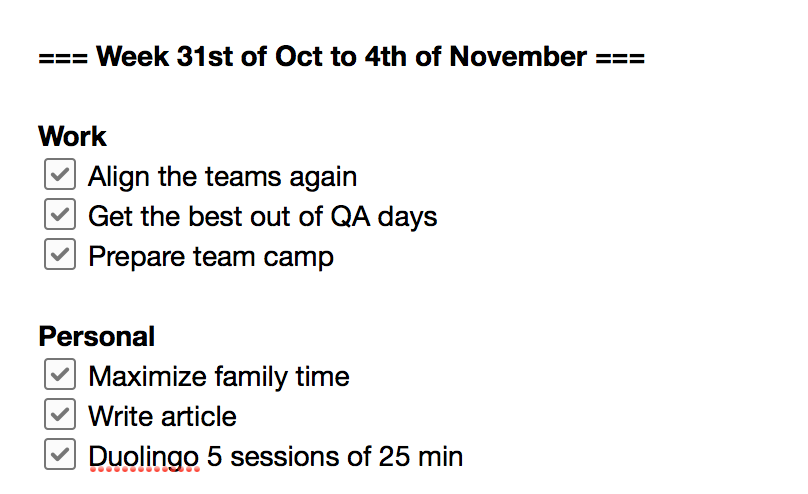 === Week 31st of Oct to 4th of November ===
Work
Align the teams again
Get the best out of QA days
Prepare team camp
Personal
Maximize family time
Write article
Duolingo 5 sessions of 25 min